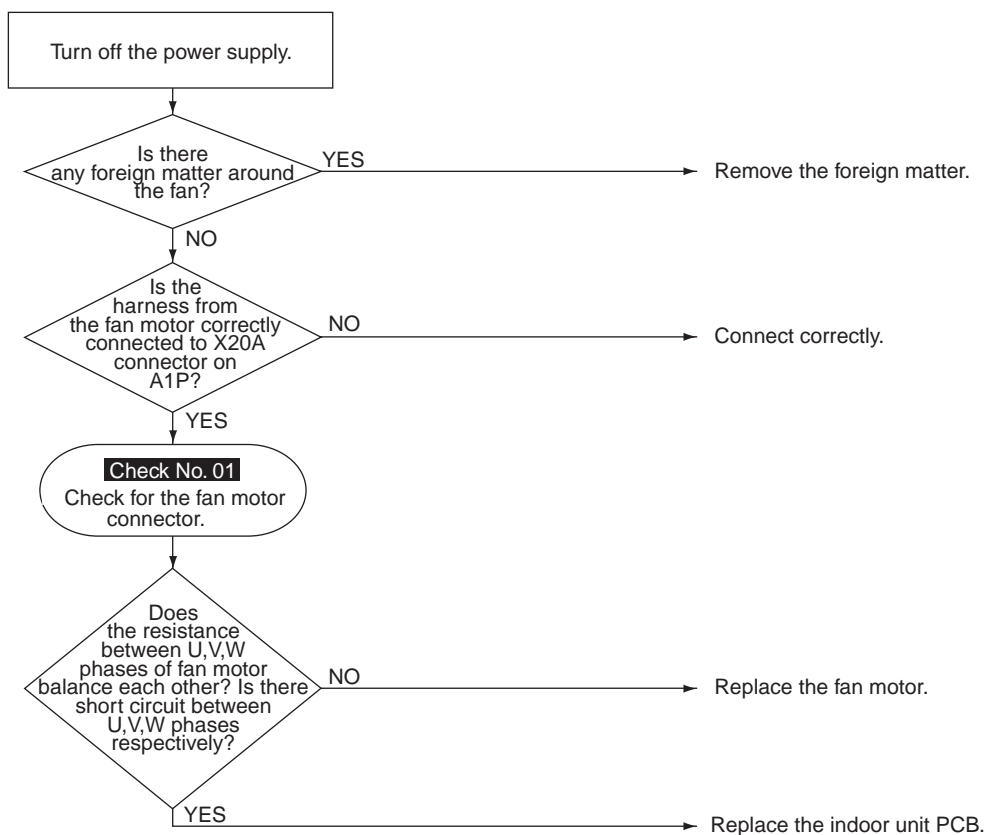 Turn off the power supply.
Is there
any foreign matter around
the fan?
YES
Remove the foreign matter.
NO
Is the
harness from
the fan motor correctly
connected to X20A
connector on
A1P?
NO
Connect correctly.
YES
Check No. 01
Check for the fan motor
connector.
Does
the resistance
between U,V,W
phases of fan motor
balance each other? Is there
short circuit between
U,V,W phases
respectively?
NO
Replace the fan motor.
YES
Replace the indoor unit PCB.